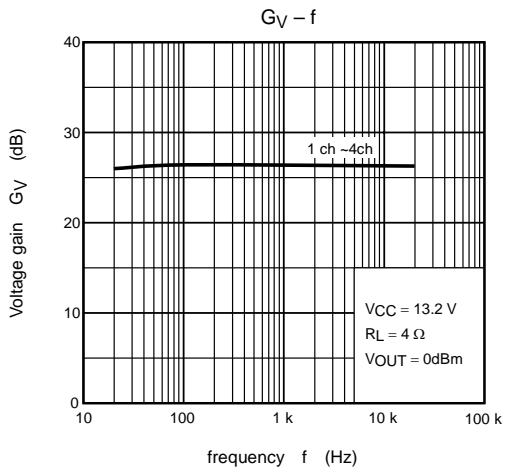 GV – f
40
30
20
10
0
Voltage gain GV (dB)
1 ch ~4ch
VCC = 13.2 V
RL = 4 Ω
VOUT = 0dBm
10
100
1 k
10 k
100 k
frequency f (Hz)